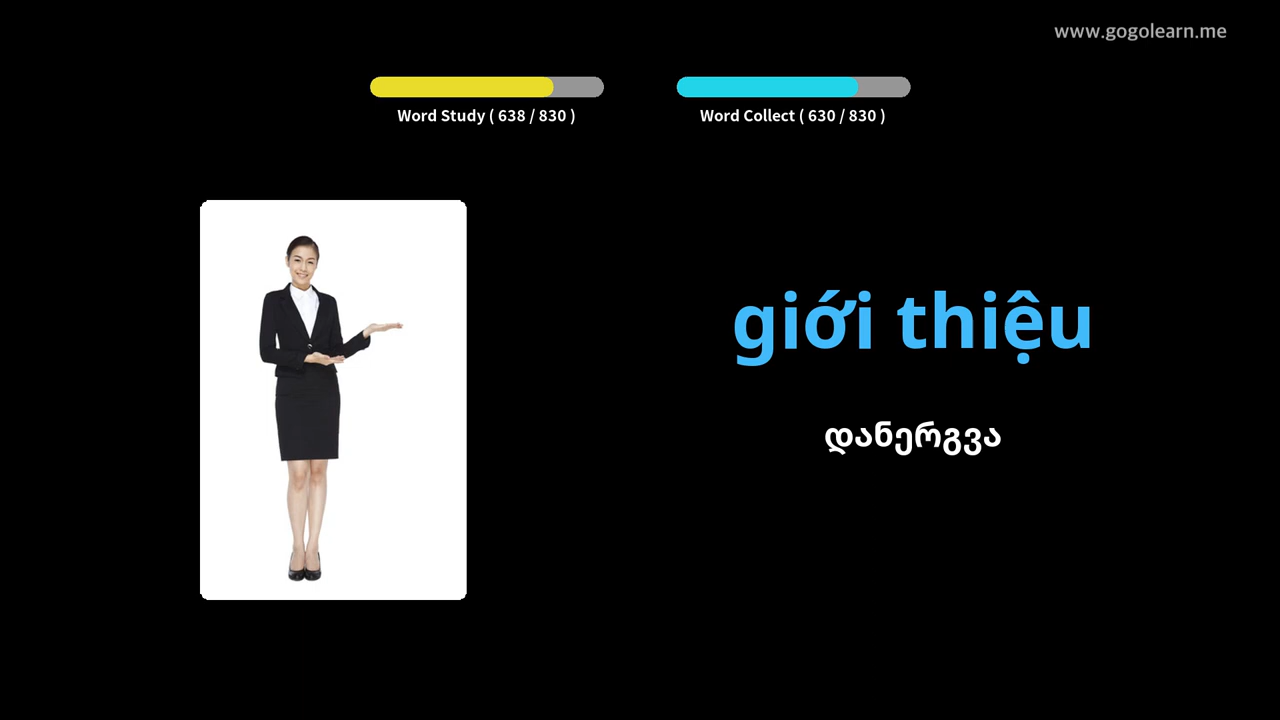 www.gogolearn.me
Word Study ( 638 / 830 )
Word Collect ( 630 / 830 )
giới thiệu
დანერგვა